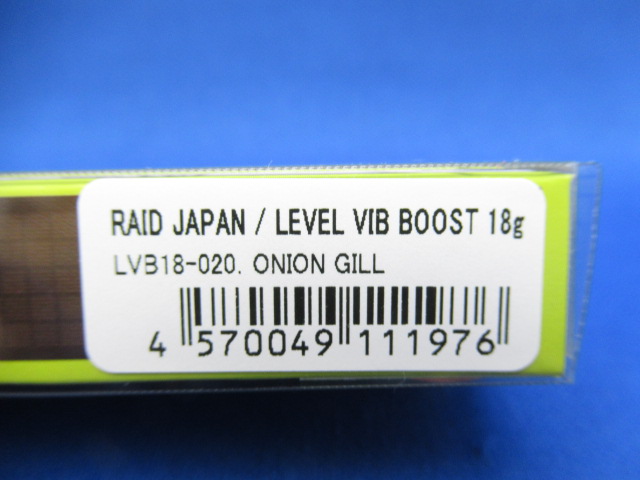 RAID JAPAN / LEVEL VIB BOOST 18g
LVB18-020. ONION GILL
4 570049 111976